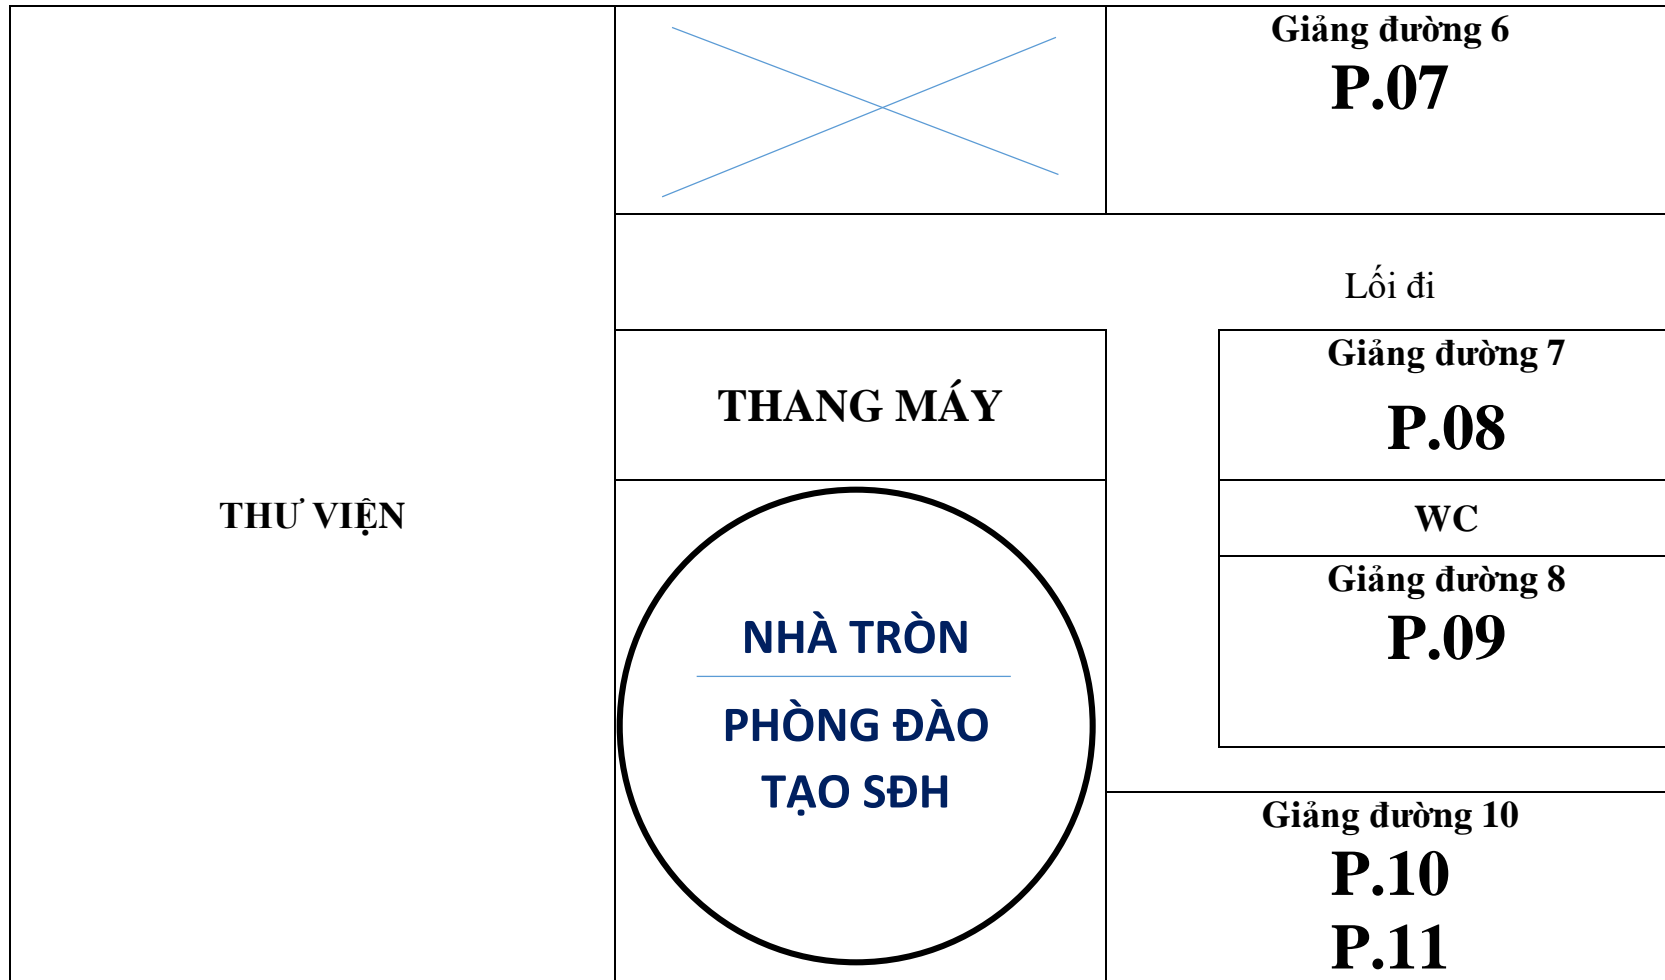 Giảng đường 6
P.07
Lối đi
THANG MÁY
Giảng đường 7
P.08
THƯ VIỆN
WC
Giảng đường 8
P.09
NHÀ TRÒN
PHÒNG ĐÀO
TẠO SĐH
Giảng đường 10
P.10
P.11